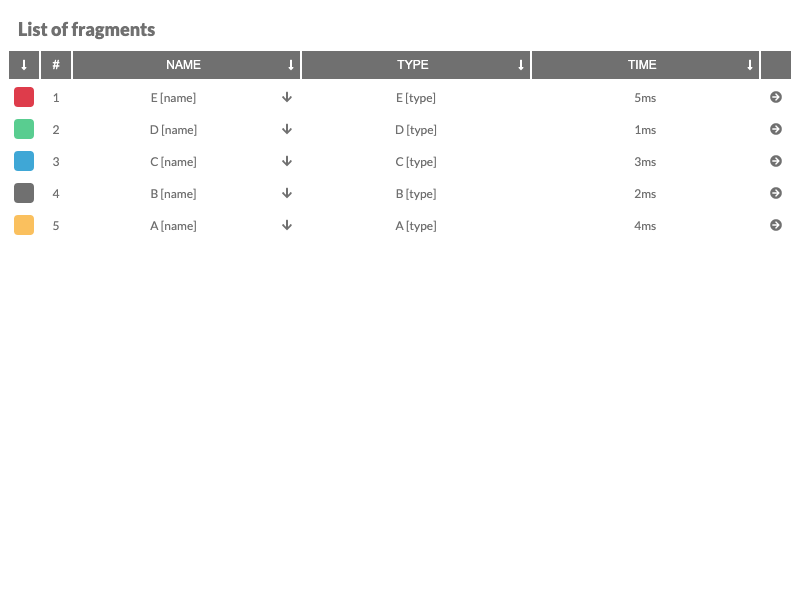 List of fragments
# NAME TYPE TIME
1 E [name] E [type] 5ms
2 D [name] D [type] 1ms
3 C [name] C [type] 3ms
4 B [name] B [type] 2ms
5 A [name] A [type] 4ms